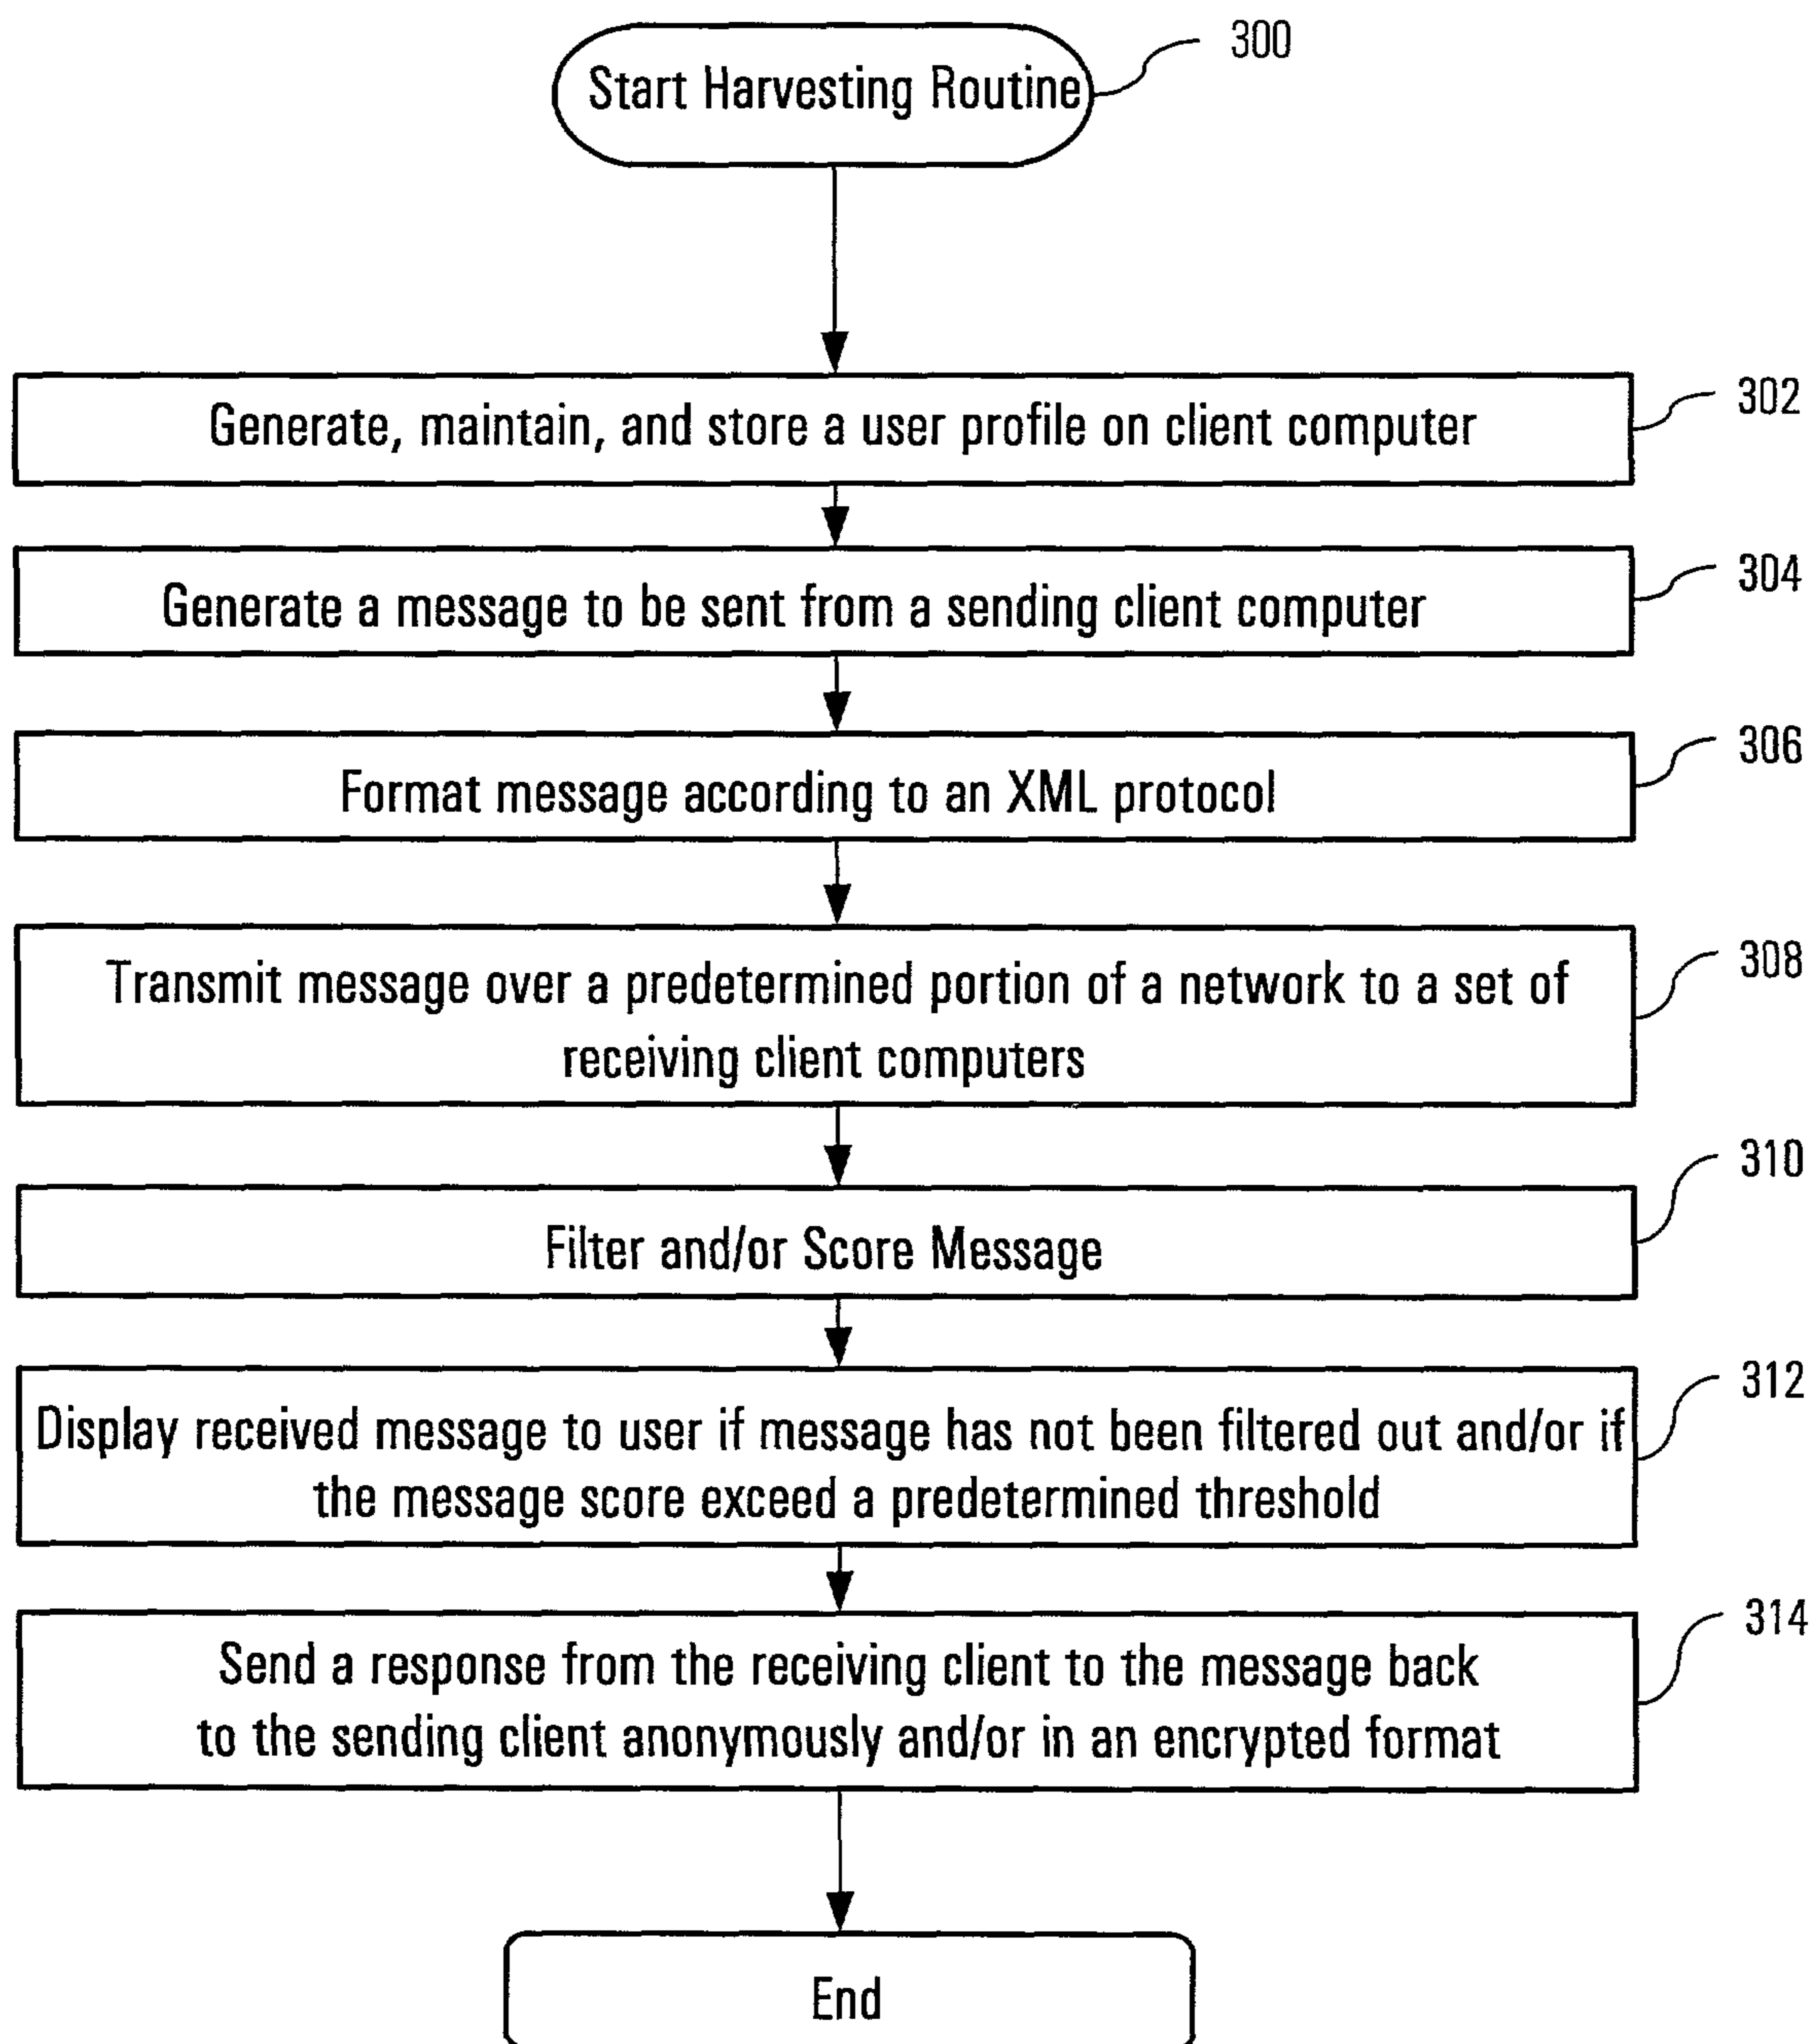 Start Harvesting Routine
300
Generate, maintain, and store a user profile on client computer
302
Generate a message to be sent from a sending client computer
304
Format message according to an XML protocol
306
Transmit message over a predetermined portion of a network to a set of
receiving client computers
308
Filter and/or Score Message
310
Display received message to user if message has not been filtered out and/or if
the message score exceed a predetermined threshold
312
Send a response from the receiving client to the message back
to the sending client anonymously and/or in an encrypted format
314
End